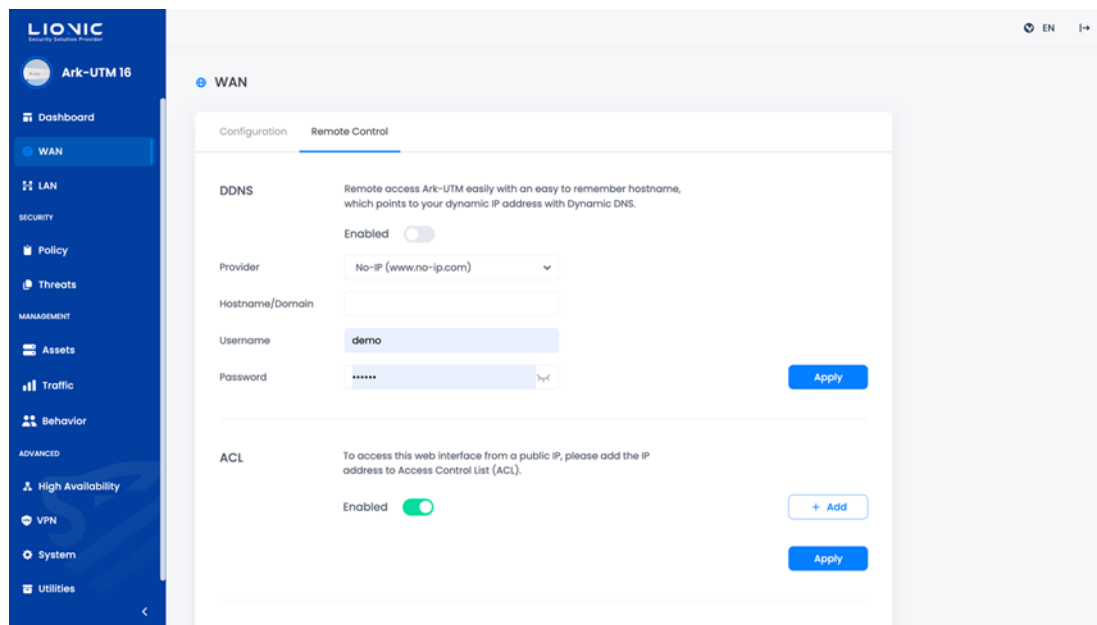 LIONIC
Security Solution Provider
EN
Ark-UTM 16
WAN
Dashboard
Configuration
Remote Control
WAN
LAN
DDNS
Remote access Ark-UTM easily with an easy to remember hostname,
which points to your dynamic IP address with Dynamic DNS.
SECURITY
Enabled
Policy
Provider
No-IP (www.no-ip.com)
Threats
Hostname/Domain
MANAGEMENT
Username
demo
Assets
Password
••••••
Apply
Traffic
Behavior
ADVANCED
ACL
To access this web interface from a public IP, please add the IP
address to Access Control List (ACL).
High Availability
Enabled
+ Add
VPN
System
Apply
Utilities